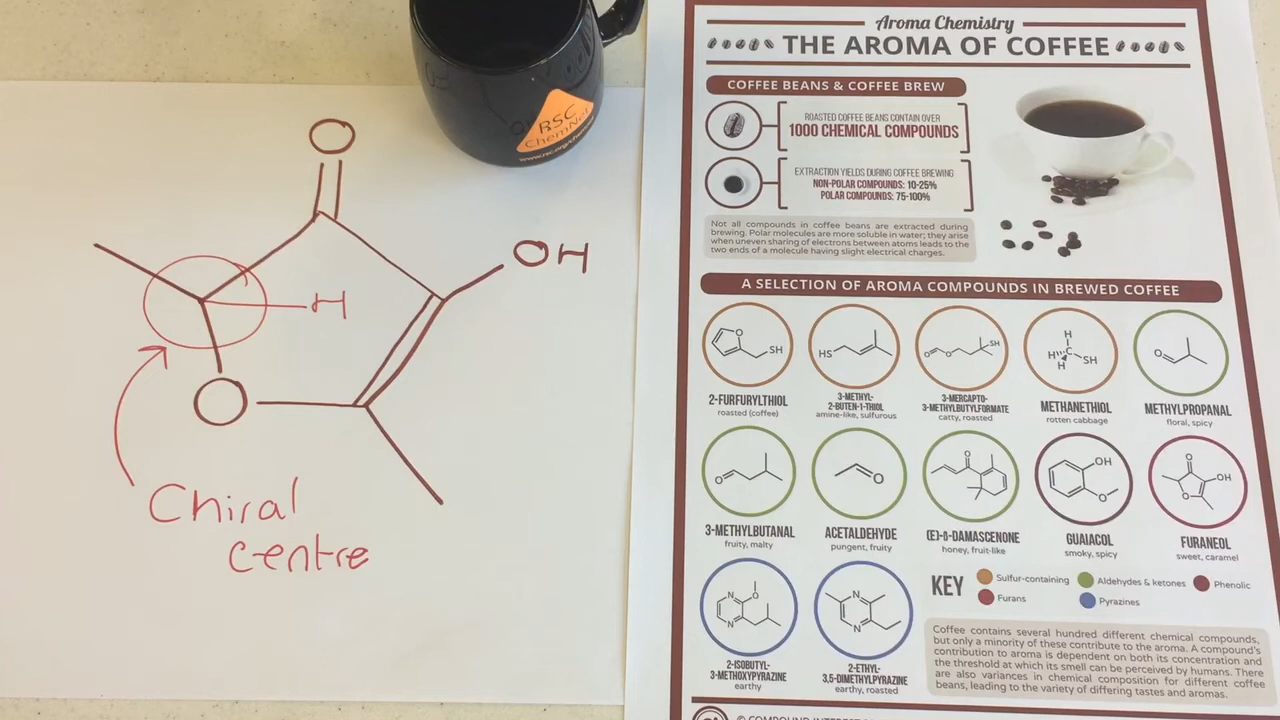 O
OH
H
O
Chiral
centre
RSC
ChemNet
Aroma Chemistry
THE AROMA OF COFFEE
COFFEE BEANS & COFFEE BREW
ROASTED COFFEE BEANS CONTAIN OVER
1000 CHEMICAL COMPOUNDS
EXTRACTION YIELDS DURING COFFEE BREWING
NON-POLAR COMPOUNDS: 10-25%
POLAR COMPOUNDS: 75-100%
Not all compounds in coffee beans are extracted during
brewing. Polar molecules are more soluble in water; they arise
when uneven sharing of electrons between atoms leads to the
two ends of a molecule having slight electrical charges.
A SELECTION OF AROMA COMPOUNDS IN BREWED COFFEE
O SH
HS
O O SH
H H H C SH
O
2-FURFURYLTHIOL
roasted (coffee)
3-METHYL-
2-BUTEN-1-THIOL
amine-like, sulfurous
3-MERCAPTO-
3-METHYLBUTYLFORMATE
catty, roasted
METHANETHIOL
rotten cabbage
METHYLPROPANAL
floral, spicy
O
O
O
OH O
O OH O
3-METHYLBUTANAL
fruity, malty
ACETALDEHYDE
pungent, fruity
(E)-β-DAMASCENONE
honey, fruit-like
GUAIACOL
smoky, spicy
FURANEOL
sweet, caramel
N O N
N N
2-ISOBUTYL-
3-METHOXYPYRAZINE
earthy
2-ETHYL-
3,5-DIMETHYLPYRAZINE
earthy, roasted
KEY
Sulfur-containing
Aldehydes & ketones
Phenolic
Furans
Pyrazines
Coffee contains several hundred different chemical compounds,
but only a minority of these contribute to the aroma. A compound's
contribution to aroma is dependent on both its concentration and
the threshold at which its smell can be perceived by humans. There
are also variances in chemical composition for different coffee
beans, leading to the variety of differing tastes and aromas.
© COMPOUND INTEREST